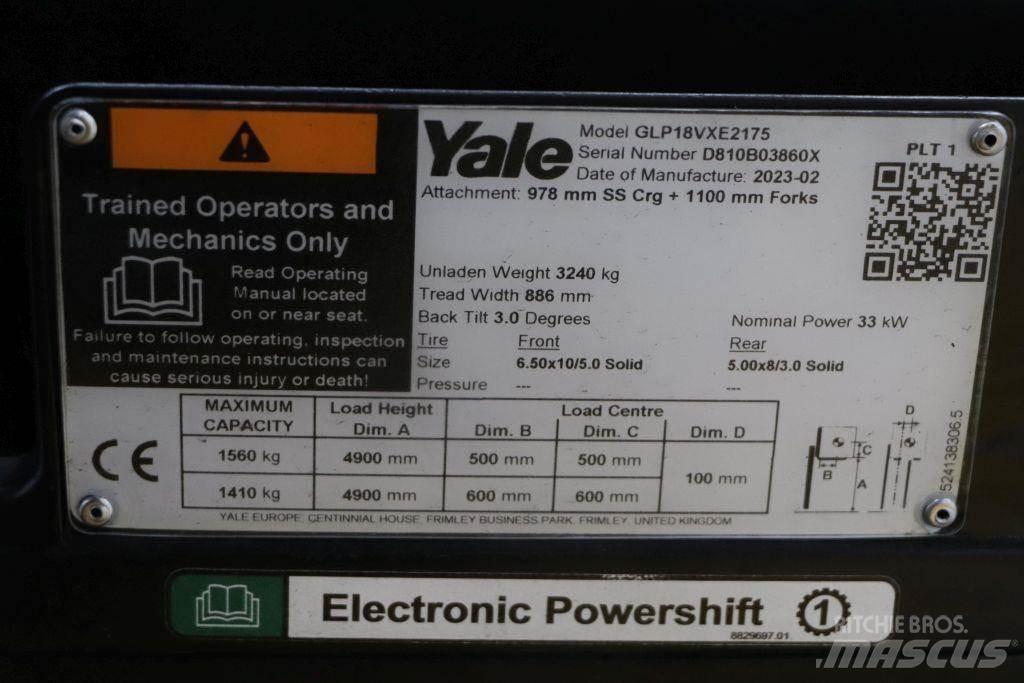 Trained Operators and
Mechanics Only
Read Operating
Manual located
on or near seat.
Failure to follow operating, inspection
and maintenance instructions can
cause serious injury or death!
Yale
Model GLP18VXE2175
Serial Number D810B03860X
Date of Manufacture: 2023-02
Attachment: 978 mm SS Crg + 1100 mm Forks
PLT 1
Unladen Weight 3240 kg
Tread Width 886 mm
Back Tilt 3.0 Degrees
Nominal Power 33 kW
Tire Front Rear
Size 6.50x10/5.0 Solid 5.00x8/3.0 Solid
Pressure --- ---
CE
MAXIMUM CAPACITY Load Height Load Centre
Dim. A Dim. B Dim. C Dim. D
1560 kg 4900 mm 500 mm 500 mm 100 mm
1410 kg 4900 mm 600 mm 600 mm
D
B C A
524138306.5
YALE EUROPE, CENTINNIAL HOUSE, FRIMLEY BUSINESS PARK, FRIMLEY, UNITED KINGDOM
Electronic Powershift 1
8829697.01
RITCHIE BROS.
MASCUS